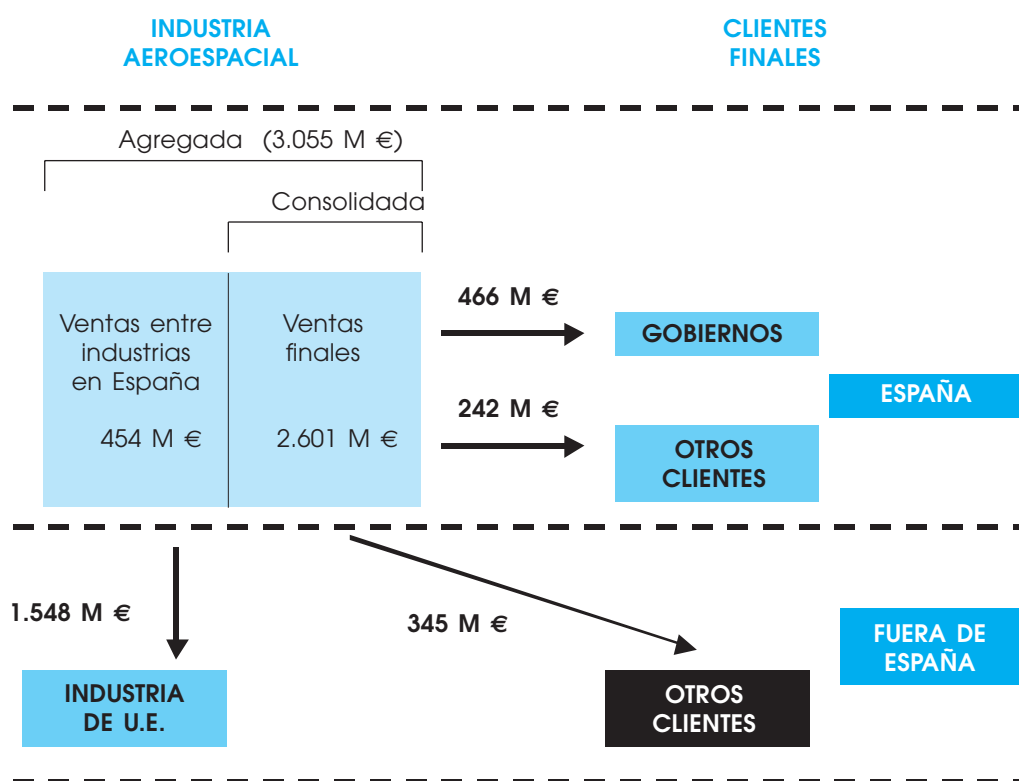 INDUSTRIA
AEROESPACIAL
CLIENTES
FINALES
Agregada (3.055 M €)
Consolidada
Ventas entre
industrias
en España
454 M €
Ventas
finales
2.601 M €
466 M €
GOBIERNOS
242 M €
OTROS
CLIENTES
ESPAÑA
1.548 M €
345 M €
FUERA DE
ESPAÑA
INDUSTRIA
DE U.E.
OTROS
CLIENTES